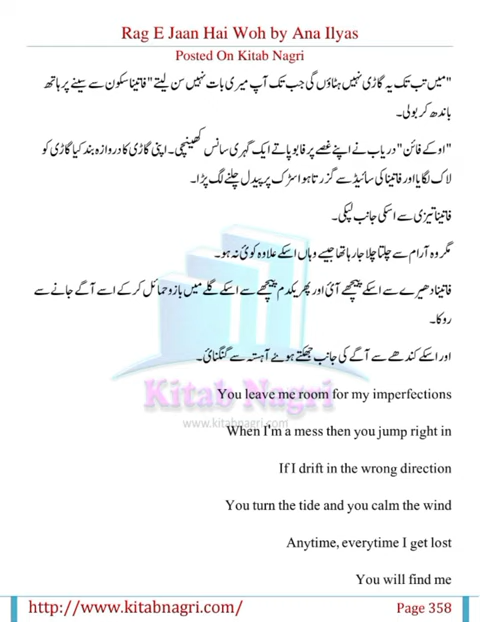 Rag E Jaan Hai Woh by Ana Ilyas
Posted On Kitab Nagri
"میں تب تک یہ گاڑی نہیں ہٹاؤں گی جب تک آپ میری بات نہیں سن لیتے" فاتینا سکون سے سینے پر ہاتھ
باندھ کر بولی۔
"اوکے فائن" دریاب نے اپنے غصے پر قابو پاتے ایک گہری سانس کھینچی۔ اپنی گاڑی کا دروازہ بند کیا گاڑی کو
لاک لگایا اور فاتینا کی سائیڈ سے گزرتا ہوا سڑک پر پیدل چلنے لگ پڑا۔
فاتینا تیزی سے اسکی جانب لپکی۔
مگر وہ آرام سے چلتا چلا جا رہا تھا جیسے وہاں اسکے علاوہ کوئی نہ ہو۔
فاتینا دھیرے سے اسکے پیچھے آئی اور پھر یکدم پیچھے سے اسکے گلے میں بازو حمائل کر کے اسے آگے جانے سے
روکا۔
اور اسکے کندھے سے آگے کی جانب جھکتے ہوئے آہستہ سے گنگنائی۔
Kitab Nagri
You leave me room for my imperfections
www.kitabnagri.com
When I'm a mess then you jump right in
If I drift in the wrong direction
You turn the tide and you calm the wind
Anytime, everytime I get lost
You will find me
http://www.kitabnagri.com/ Page 358